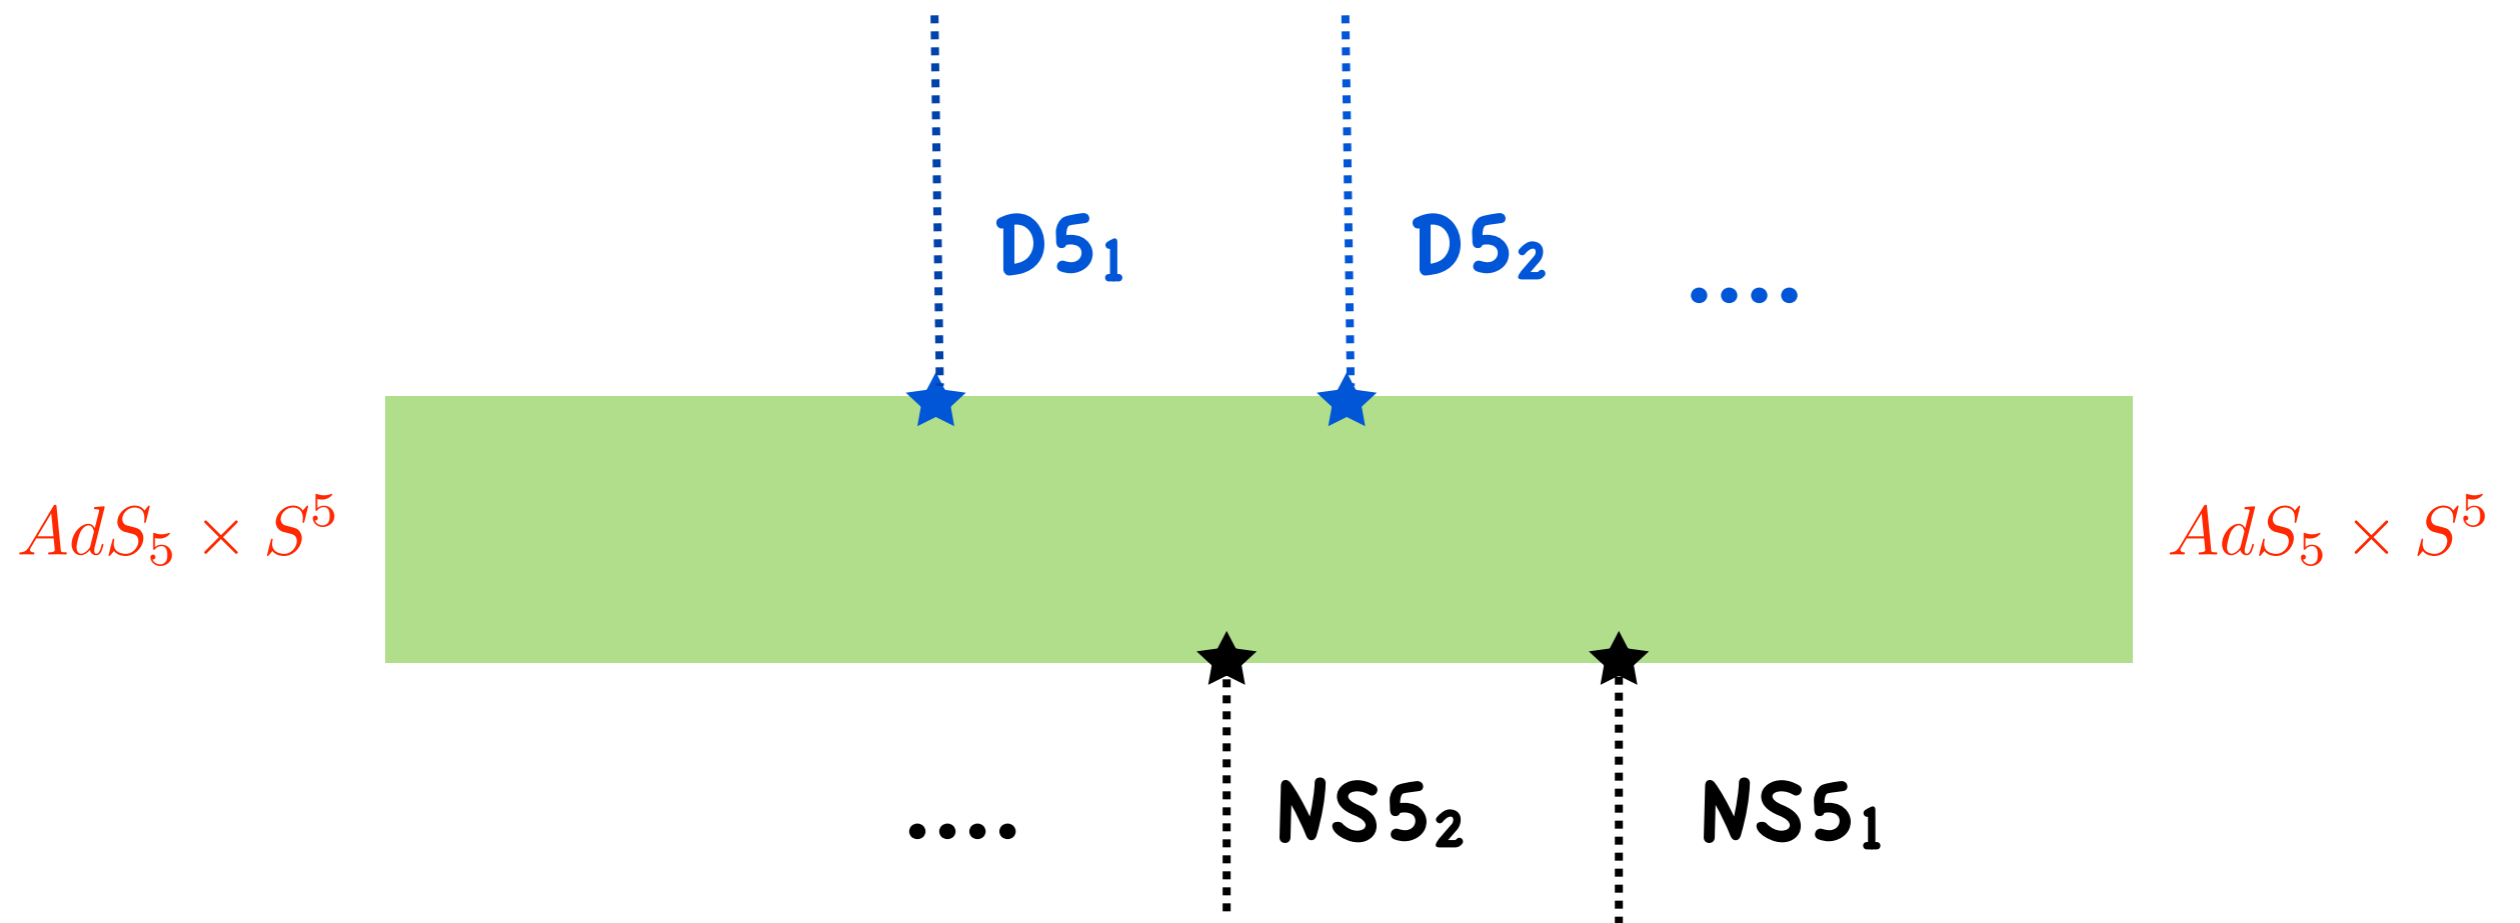 D5₁ D5₂
....
AdS₅ × S⁵ AdS₅ × S⁵
.... NS5₂ NS5₁